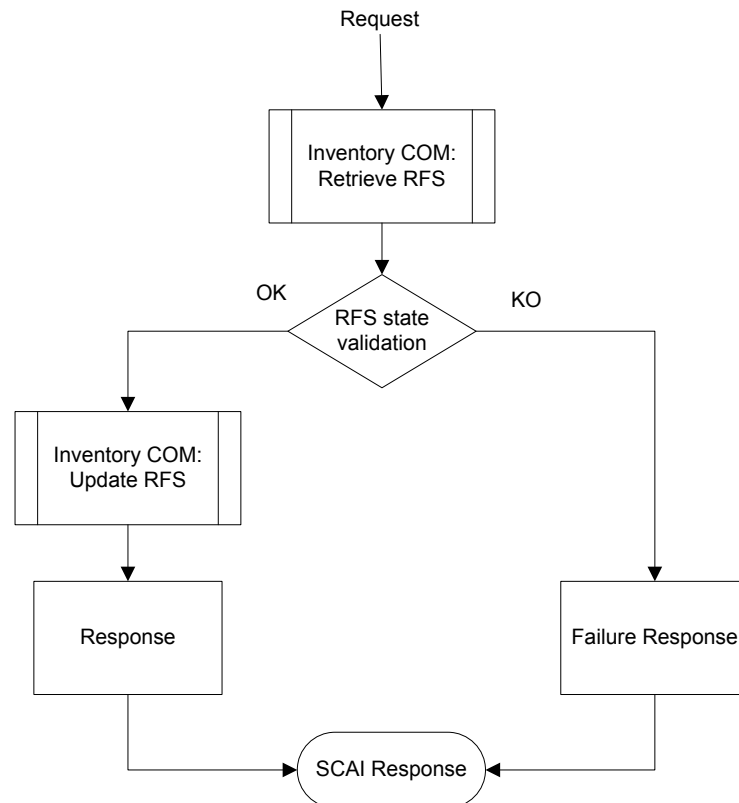 Request
Inventory COM:
Retrieve RFS
OK
KO
RFS state
validation
Inventory COM:
Update RFS
Response
Failure Response
SCAI Response